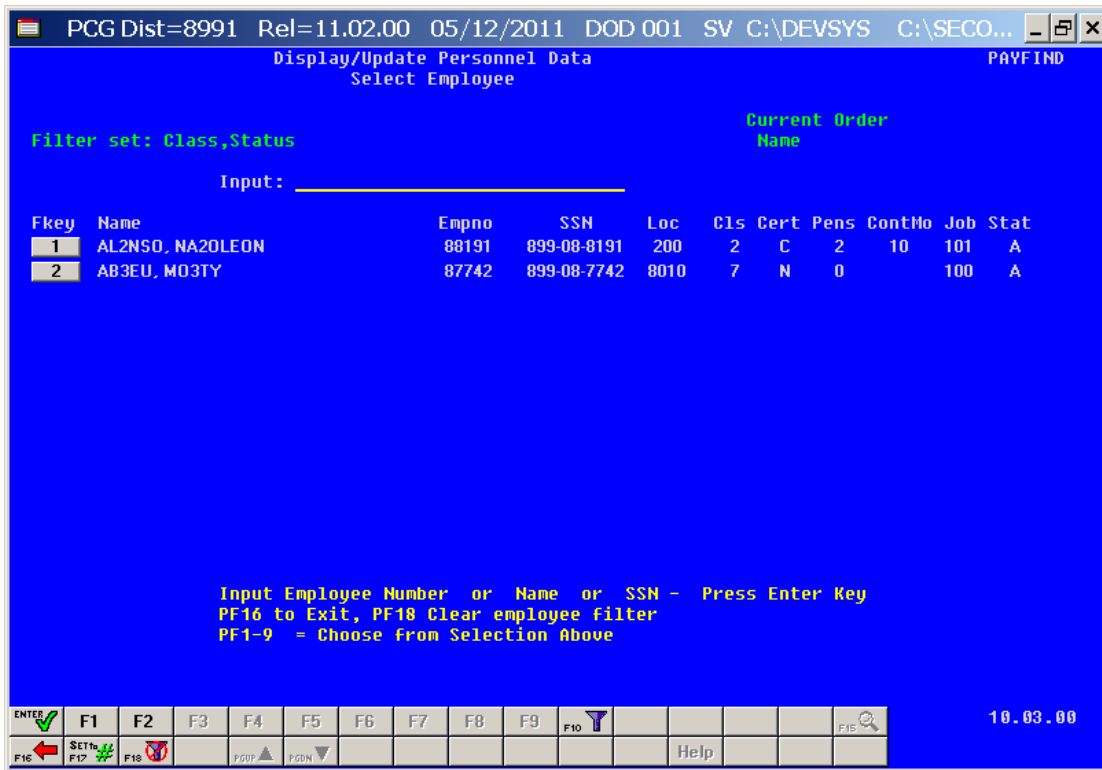 PCG Dist=8991 Rel=11.02.00 05/12/2011 DOD 001 SV C:\DEVSYS C:\SECO...
Display/Update Personnel Data PAYFIND
Select Employee
Current Order
Filter set: Class,Status Name
Input:
Fkey Name Empno SSN Loc Cls Cert Pens ContMo Job Stat
1 AL2NSO, NA2OLEON 88191 899-08-8191 200 2 C 2 10 101 A
2 AB3EU, MO3TY 87742 899-08-7742 8010 7 N 0 100 A
Input Employee Number or Name or SSN - Press Enter Key
PF16 to Exit, PF18 Clear employee filter
PF1-9 = Choose from Selection Above
ENTER F1 F2 F3 F4 F5 F6 F7 F8 F9 F10 F15 10.03.00
F16 SET to F17 F18 PGUP PGDN Help